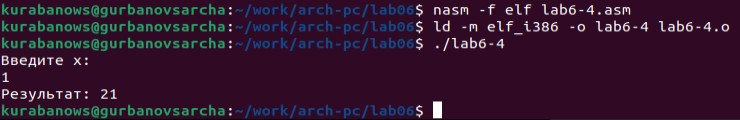 kurabanows@gurbanovsarcha:~/work/arch-pc/lab06$ nasm -f elf lab6-4.asm
kurabanows@gurbanovsarcha:~/work/arch-pc/lab06$ ld -m elf_i386 -o lab6-4 lab6-4.o
kurabanows@gurbanovsarcha:~/work/arch-pc/lab06$ ./lab6-4
Введите x:
1
Результат: 21
kurabanows@gurbanovsarcha:~/work/arch-pc/lab06$